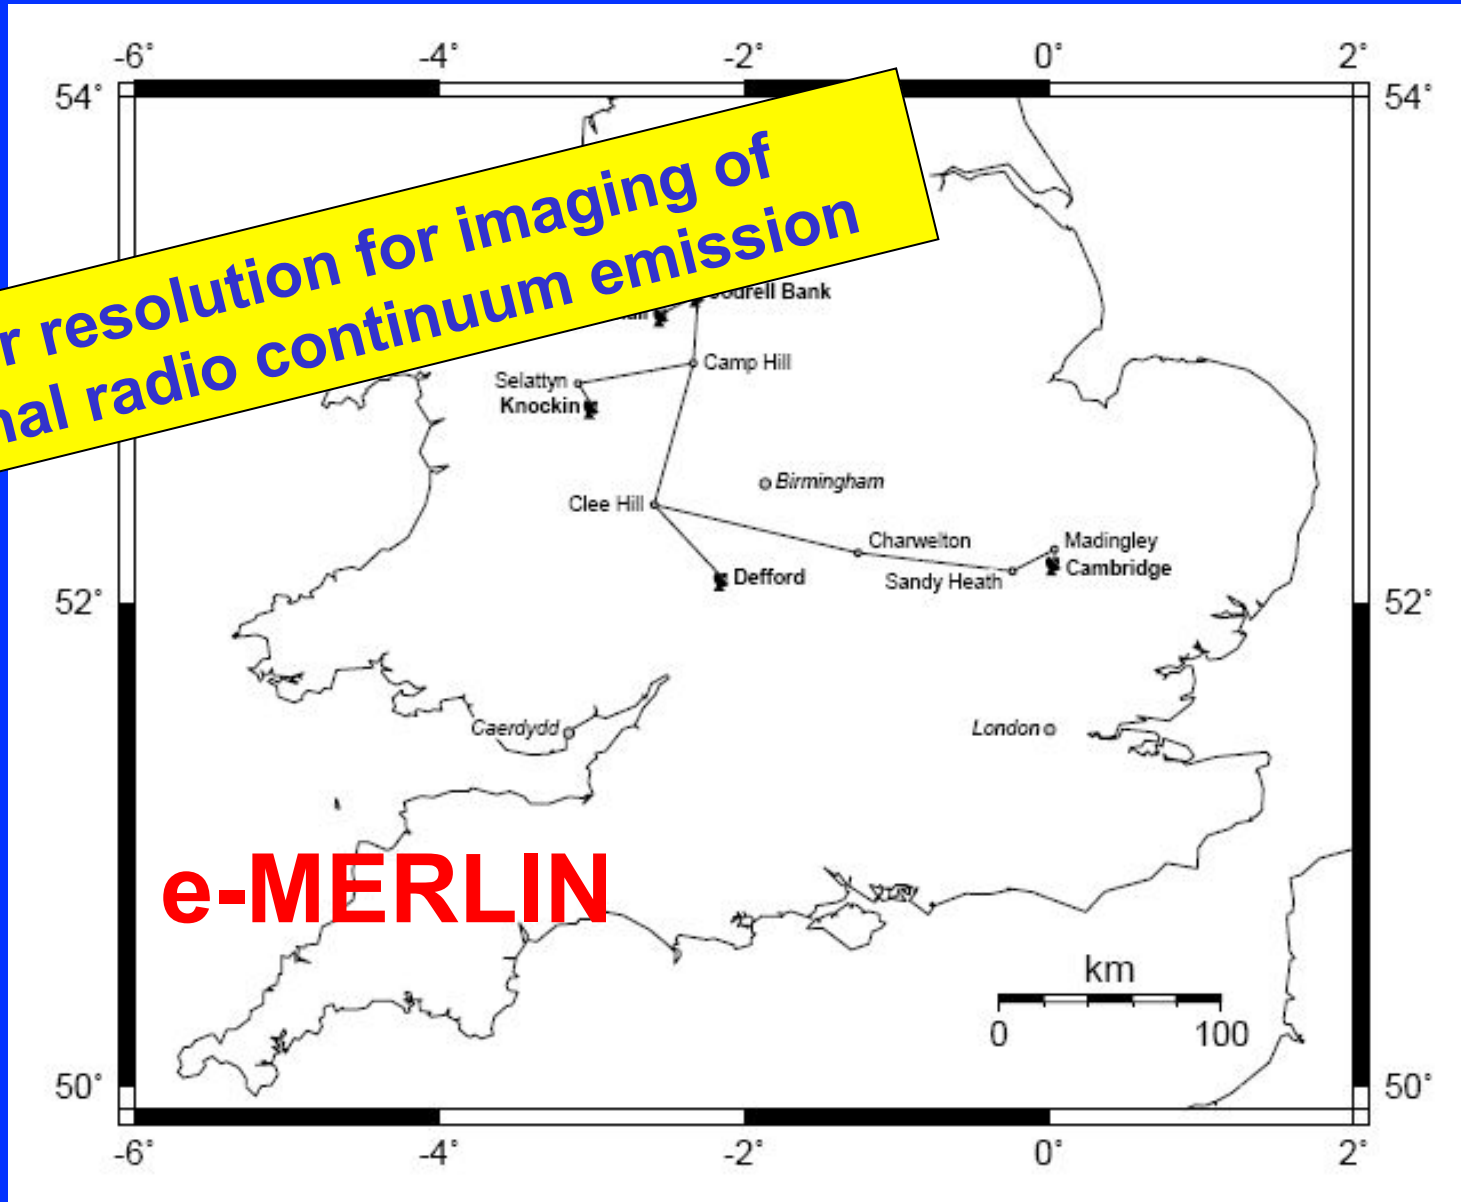 -6° -4° -2° 0° 2°
54° 54°
resolution for imaging of
radio continuum emission
Bank
Camp Hill
Selattyn
Knockin
Birmingham
Clee Hill
Charwelton
Madingley
Defford
Sandy Heath
Cambridge
52° 52°
Caerdydd
London
e-MERLIN
km
0 100
50° 50°
-6° -4° -2° 0° 2°